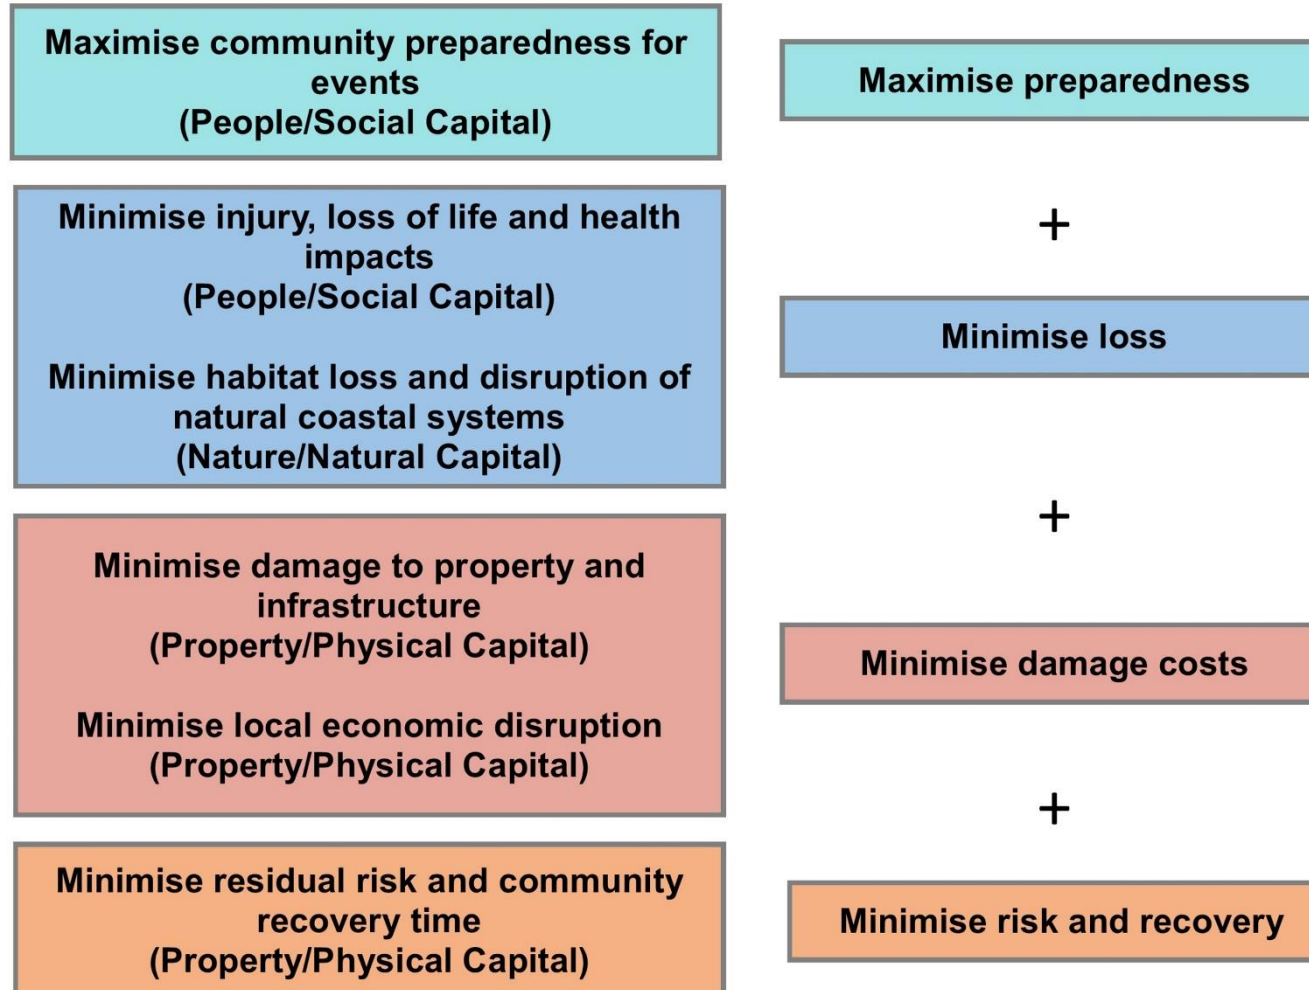 Maximise community preparedness for
events
(People/Social Capital)
Minimise injury, loss of life and health
impacts
(People/Social Capital)
Minimise habitat loss and disruption of
natural coastal systems
(Nature/Natural Capital)
Minimise damage to property and
infrastructure
(Property/Physical Capital)
Minimise local economic disruption
(Property/Physical Capital)
Minimise residual risk and community
recovery time
(Property/Physical Capital)
Maximise preparedness
+
Minimise loss
+
Minimise damage costs
+
Minimise risk and recovery